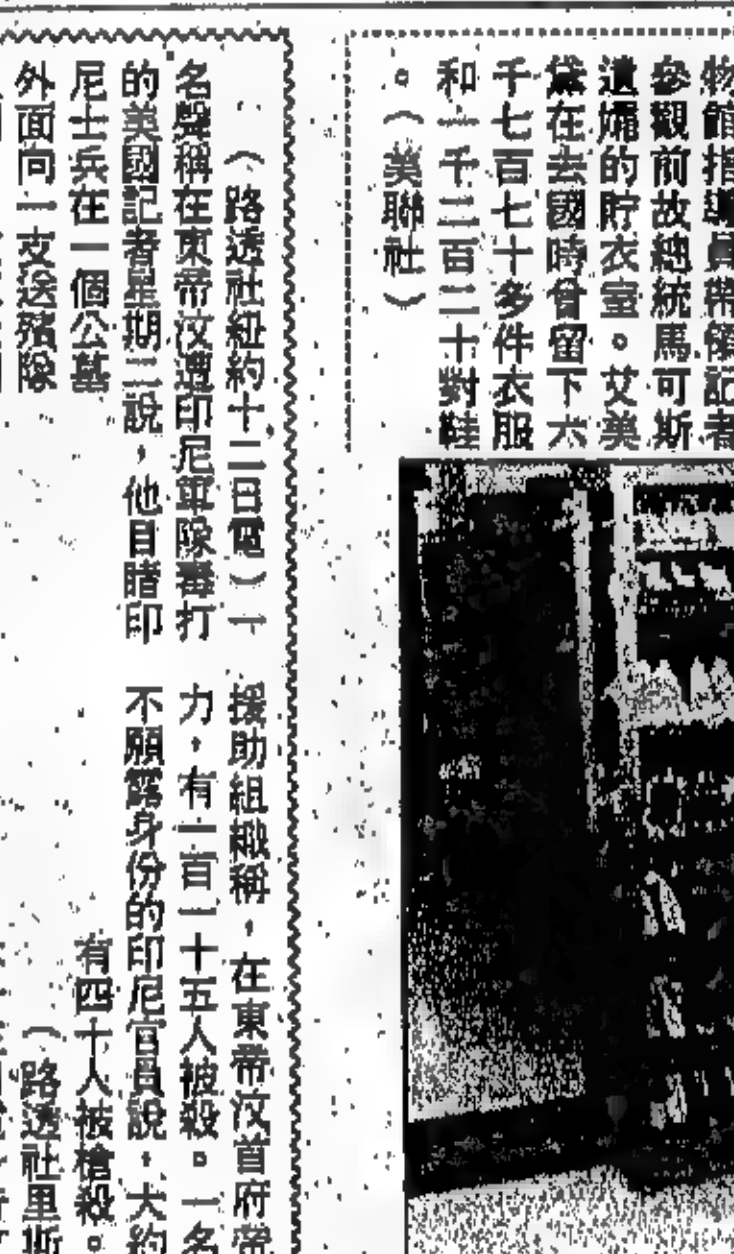 物館指導員帶領記者
參觀前故總統馬可斯
遺孀的貯衣室。艾美
黛在去國時曾留下六
千七百七十多件衣服
和一千二百二十對鞋
。（美聯社）
（路透社紐約十二日電）一
名聲稱在東帝汶遭印尼軍隊毒打
的美國記者星期三說，他目睹印
尼士兵在一個公墓
外面向一支送殯隊
援助組織稱，在東帝汶首府帝
力，有一百一十五人被殺。一名
不願露身份的印尼官員說，大約
有四十人被槍殺。
（路透社里斯